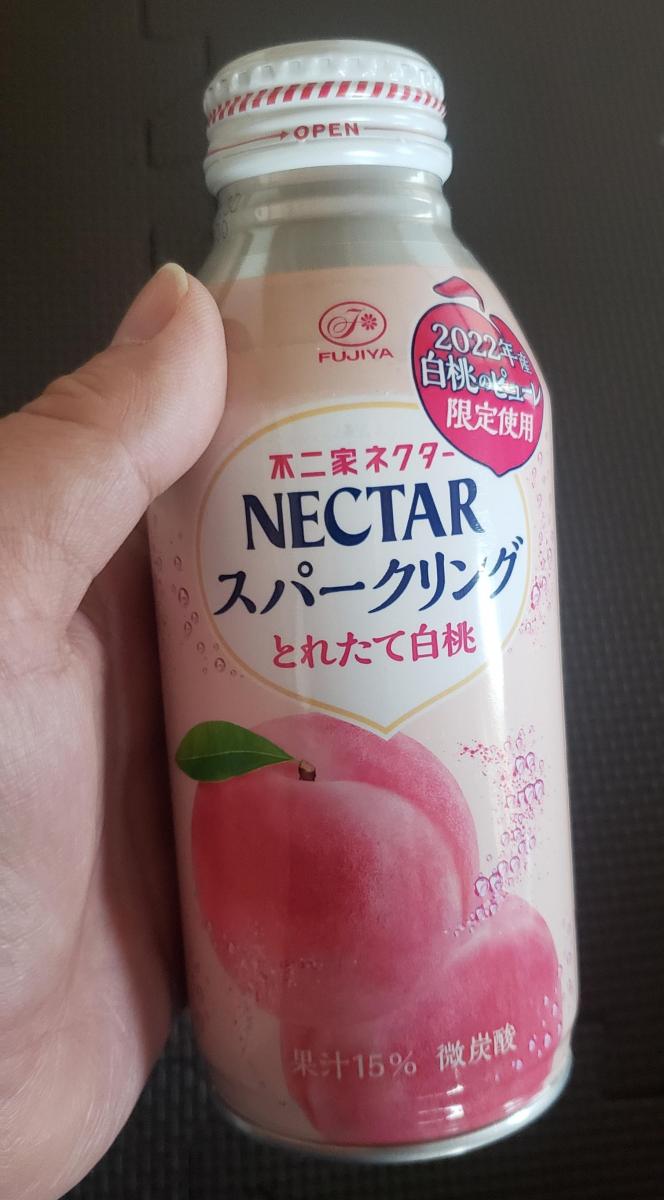 OPEN
FUJIYA
2022年産
白桃のピューレ
限定使用
不二家ネクター
NECTAR
スパークリング
とれたて白桃
果汁15% 微炭酸